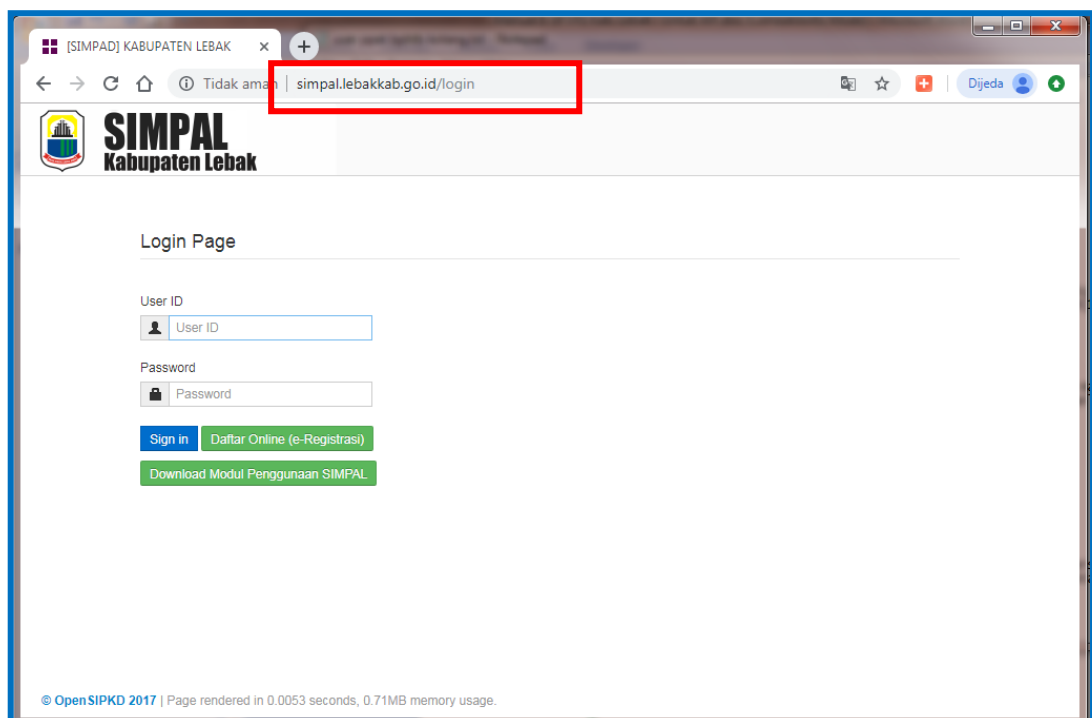 [SIMPAD] KABUPATEN LEBAK
Tidak aman simpal.lebakkab.go.id/login
Dijeda
SIMPAL
Kabupaten Lebak
Login Page
User ID
User ID
Password
Password
Sign in Daftar Online (e-Registrasi)
Download Modul Penggunaan SIMPAL
© OpenSIPKD 2017 | Page rendered in 0.0053 seconds, 0.71MB memory usage.